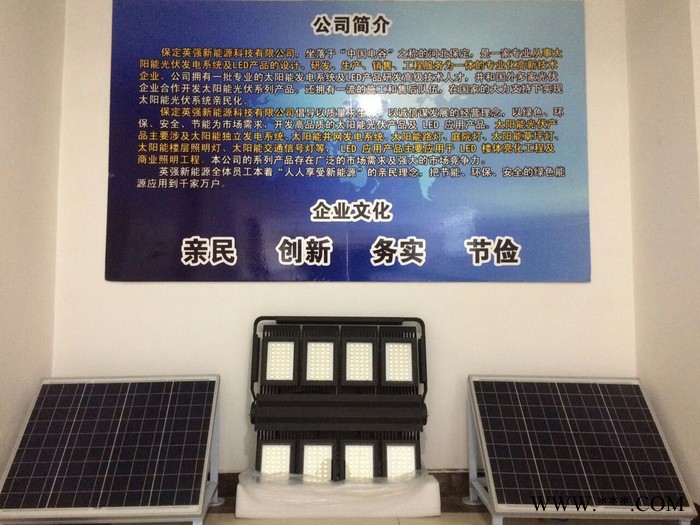 公司简介
保定英强新能源科技有限公司，坐落于“中国电谷”之称的河北保定，是一家专业从事太
阳能光伏发电系统及LED产品的设计、研发、生产、销售、工程服务为一体的专业化高新技术
企业。公司拥有一批专业的太阳能发电系统及LED产品研发高级技术人才，并和国外多家光伏
企业合作开发太阳能光伏系列产品。还拥有一流的施工和售后队伍，在国家的大力支持下实现
太阳能光伏系统亲民化。
保定英强新能源科技有限公司倡导以质量求生存，以诚信谋发展的经营理念，以绿色、环
保、安全、节能为市场需求，开发高品质的太阳能光伏产品及 LED 应用产品。太阳能光伏产
品主要涉及太阳能独立发电系统、太阳能并网发电系统、太阳能路灯、庭院灯、太阳能草坪灯、
太阳能楼层照明灯、太阳能交通信号灯等。LED 应用产品主要应用于 LED 楼体亮化工程及
商业照明工程。本公司的系列产品存在广泛的市场需求及强大的市场竞争力。
英强新能源全体员工本着“人人享受新能源”的亲民理念，把节能、环保、安全的绿色能
源应用到千家万户。
企业文化
亲民 创新 务实 节俭
WWW.***.COM